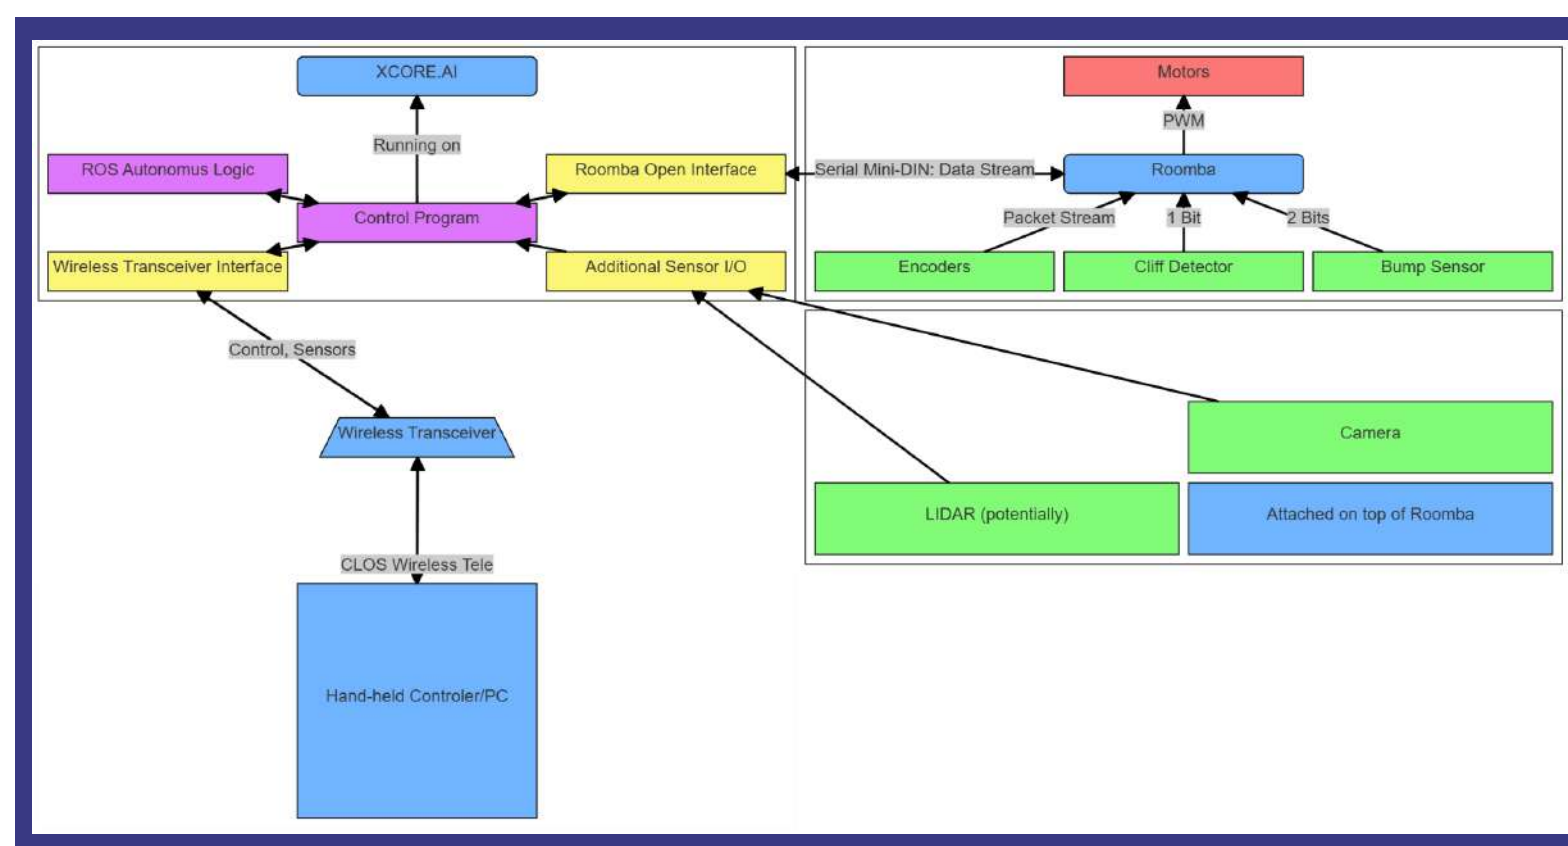 XCORE.AI
Running on
ROS Autonomus Logic
Roomba Open Interface
Control Program
Wireless Transceiver Interface
Additional Sensor I/O
Serial Mini-DIN: Data Stream
Motors
PWM
Roomba
Packet Stream
1 Bit
2 Bits
Encoders
Cliff Detector
Bump Sensor
Control, Sensors
Wireless Transceiver
CLOS Wireless Tele
Hand-held Controler/PC
Camera
LIDAR (potentially)
Attached on top of Roomba